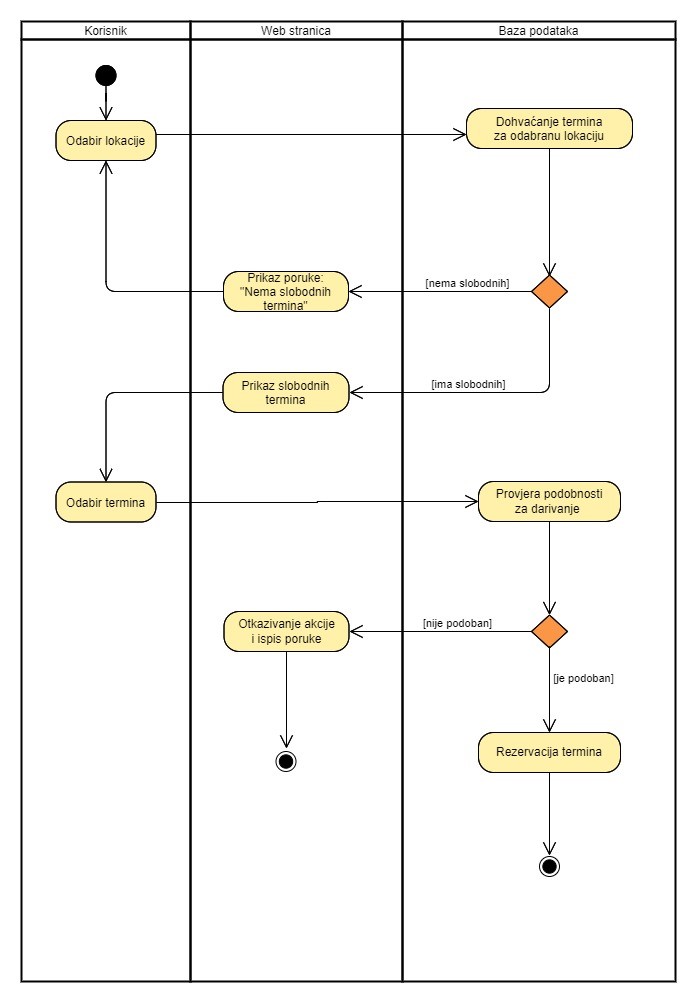 Korisnik
Web stranica
Baza podataka
Odabir lokacije
Dohvaćanje termina
za odabranu lokaciju
[nema slobodnih]
Prikaz poruke:
"Nema slobodnih
termina"
[ima slobodnih]
Prikaz slobodnih
termina
Odabir termina
Provjera podobnosti
za darivanje
[nije podoban]
Otkazivanje akcije
i ispis poruke
[je podoban]
Rezervacija termina